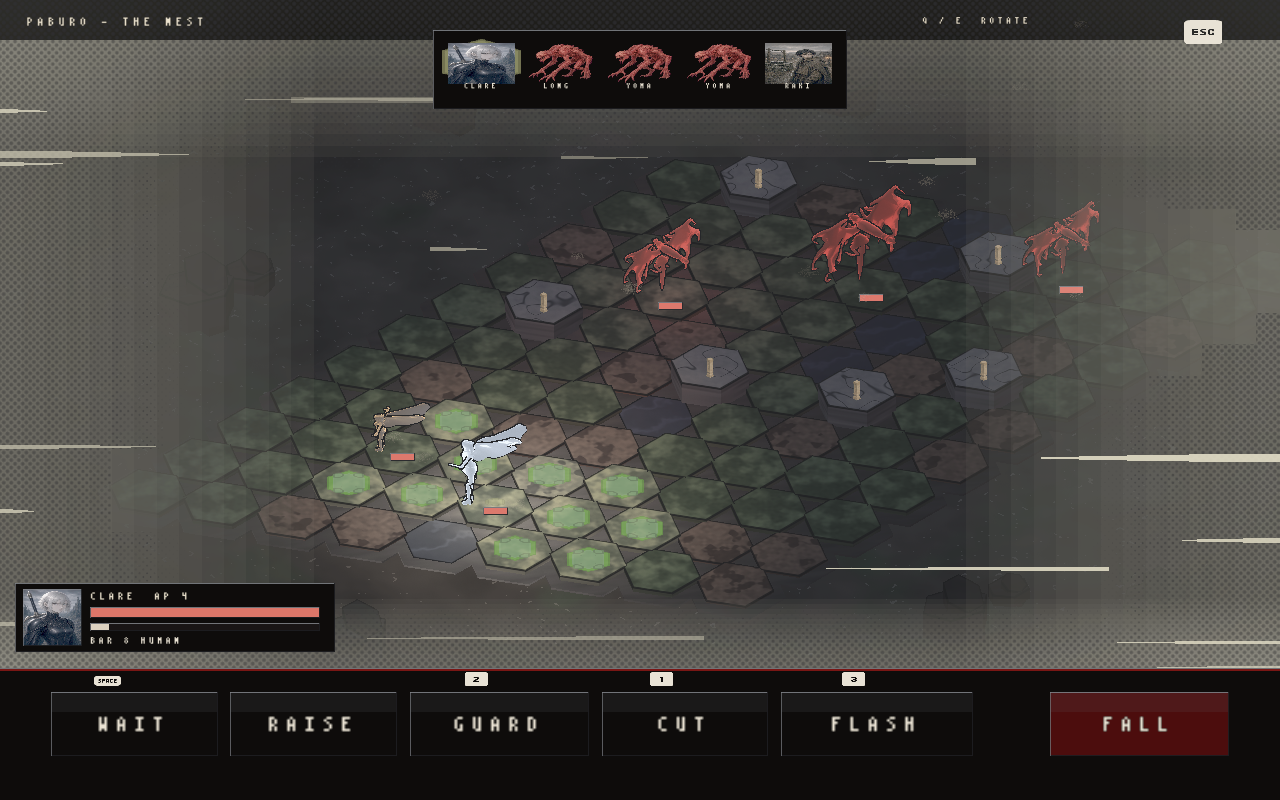 PABURO - THE NEST
Q / E ROTATE
ESC
CLARE
LONG
YOMA
YOMA
RAKI
CLARE AP 4
BAR 8 HUMAN
SPACE
2
1
3
WAIT
RAISE
GUARD
CUT
FLASH
FALL